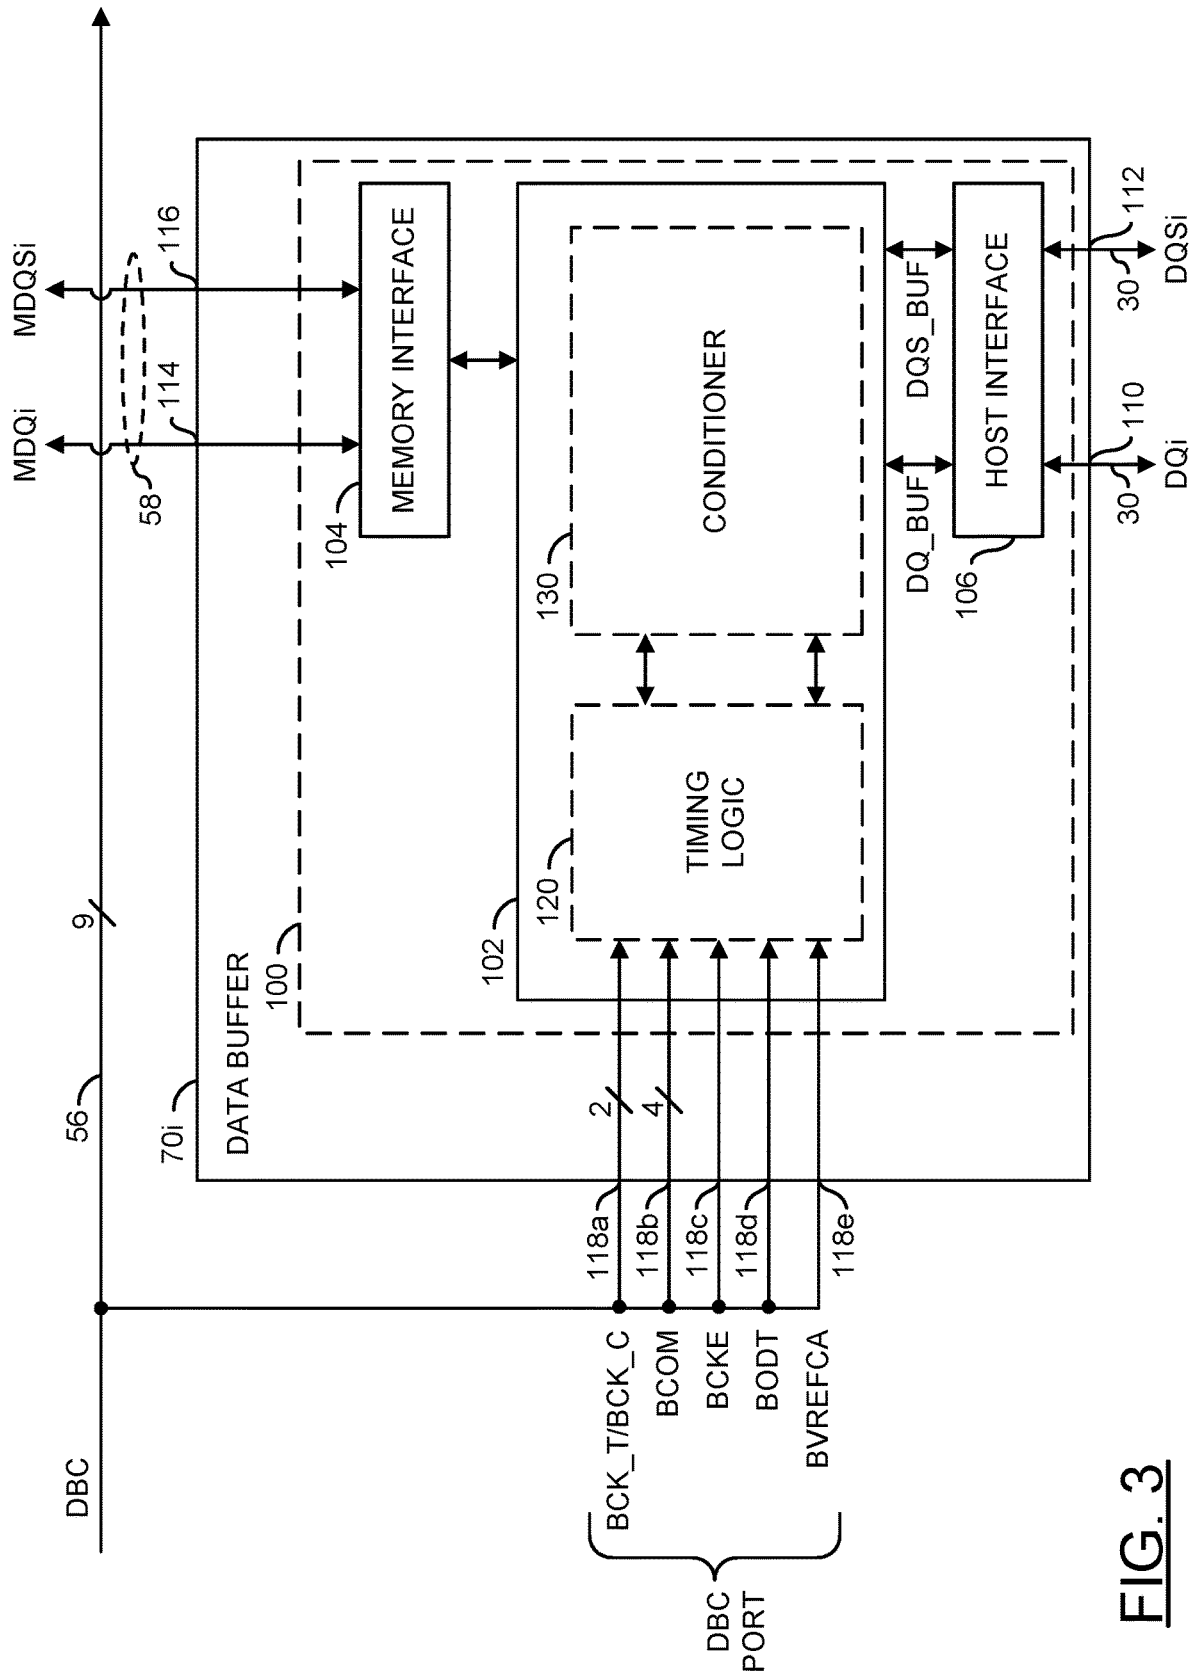 MDQi
MDQSi
DBC
56
9
58
114
116
70i
DATA BUFFER
100
104
MEMORY INTERFACE
102
BCK_T/BCK_C
118a
2
BCOM
118b
4
BCKE
118c
BODT
118d
BVREFCA
118e
DBC
PORT
120
TIMING
LOGIC
130
CONDITIONER
DQ_BUF
DQS_BUF
106
HOST INTERFACE
30
110
30
112
DQi
DQSi
FIG. 3